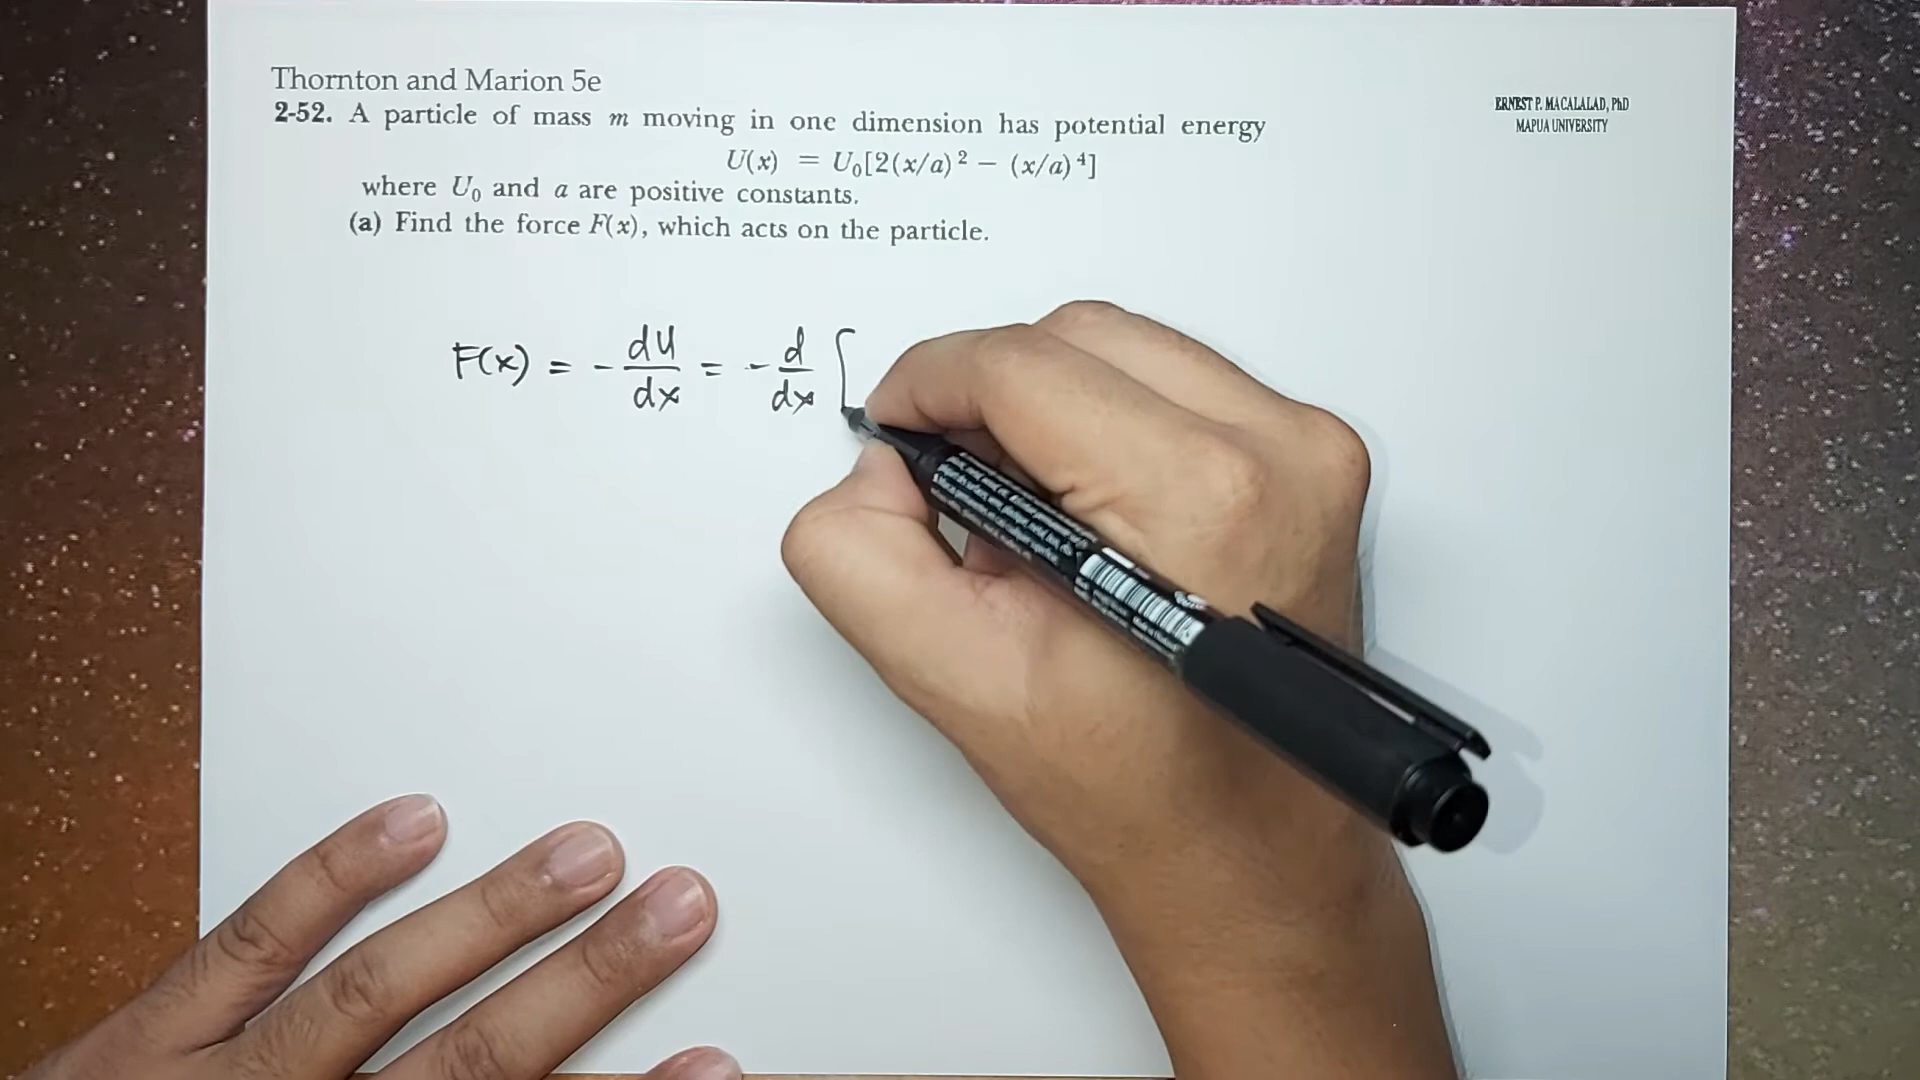 Thornton and Marion 5e
ERNEST P. MACALALAD, PhD
MAPUA UNIVERSITY
2-52. A particle of mass m moving in one dimension has potential energy
U(x) = U₀[2(x/a)² − (x/a)⁴]
where U₀ and a are positive constants.
(a) Find the force F(x), which acts on the particle.
F(x) = - dU/dx = - d/dx [